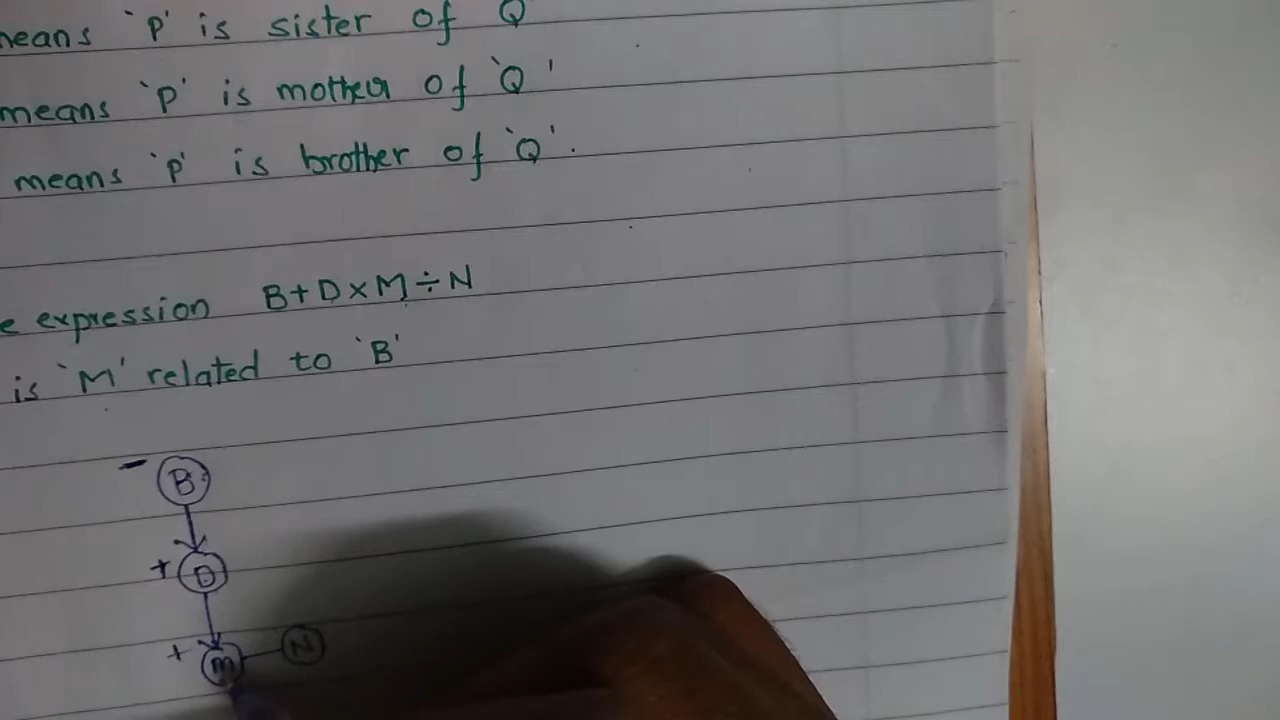 means `P' is sister of Q
means `P' is mother of `Q'
means `P' is brother of `Q'.
expression B+D×M÷N
is `M' related to `B'
- B
+ D
+ M N